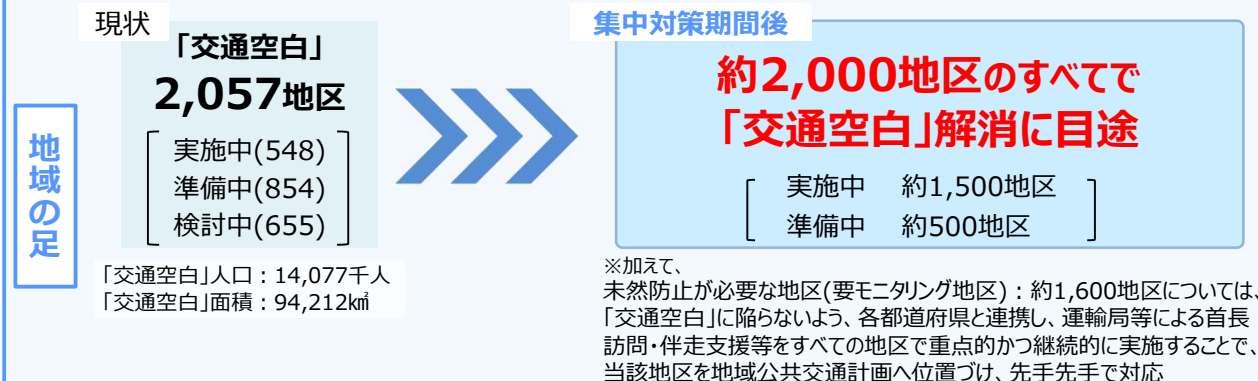 地域の足
現状
「交通空白」
2,057地区
実施中(548)
準備中(854)
検討中(655)
「交通空白」人口：14,077千人
「交通空白」面積：94,212㎢
集中対策期間後
約2,000地区のすべてで
「交通空白」解消に目途
実施中　約1,500地区
準備中　約500地区
※加えて、
未然防止が必要な地区(要モニタリング地区)：約1,600地区については、
「交通空白」に陥らないよう、各都道府県と連携し、運輸局等による首長
訪問・伴走支援等をすべての地区で重点的かつ継続的に実施することで、
当該地区を地域公共交通計画へ位置づけ、先手先手で対応